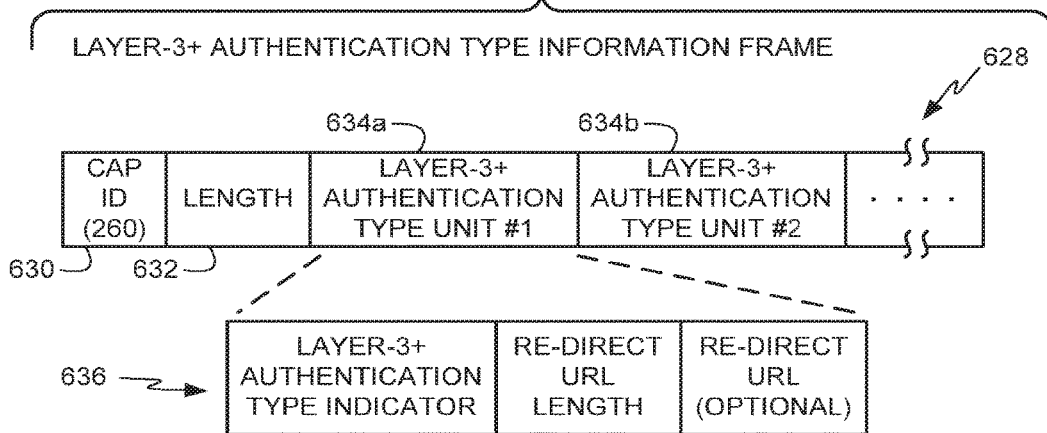 LAYER-3+ AUTHENTICATION TYPE INFORMATION FRAME
628
634a
634b
CAP
ID
(260)
LENGTH
LAYER-3+
AUTHENTICATION
TYPE UNIT #1
LAYER-3+
AUTHENTICATION
TYPE UNIT #2
. . . .
630
632
636
LAYER-3+
AUTHENTICATION
TYPE INDICATOR
RE-DIRECT
URL
LENGTH
RE-DIRECT
URL
(OPTIONAL)